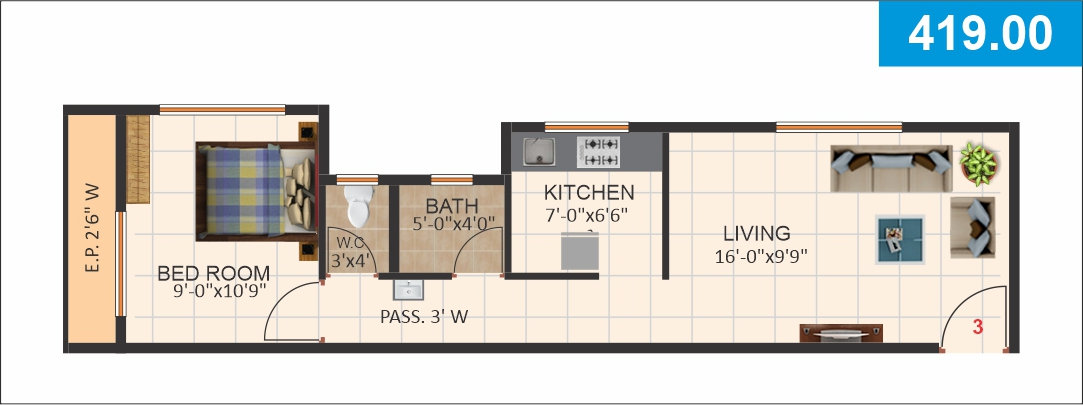 419.00
E.P. 2'6" W
BED ROOM
9'-0"x10'9"
W.C
3'x4'
BATH
5'-0"x4'0"
KITCHEN
7'-0"x6'6"
LIVING
16'-0"x9'9"
PASS. 3' W
3